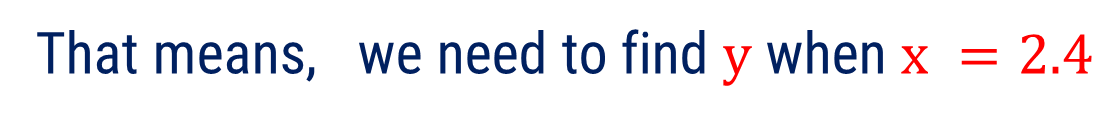 That means, we need to find y when x = 2.4